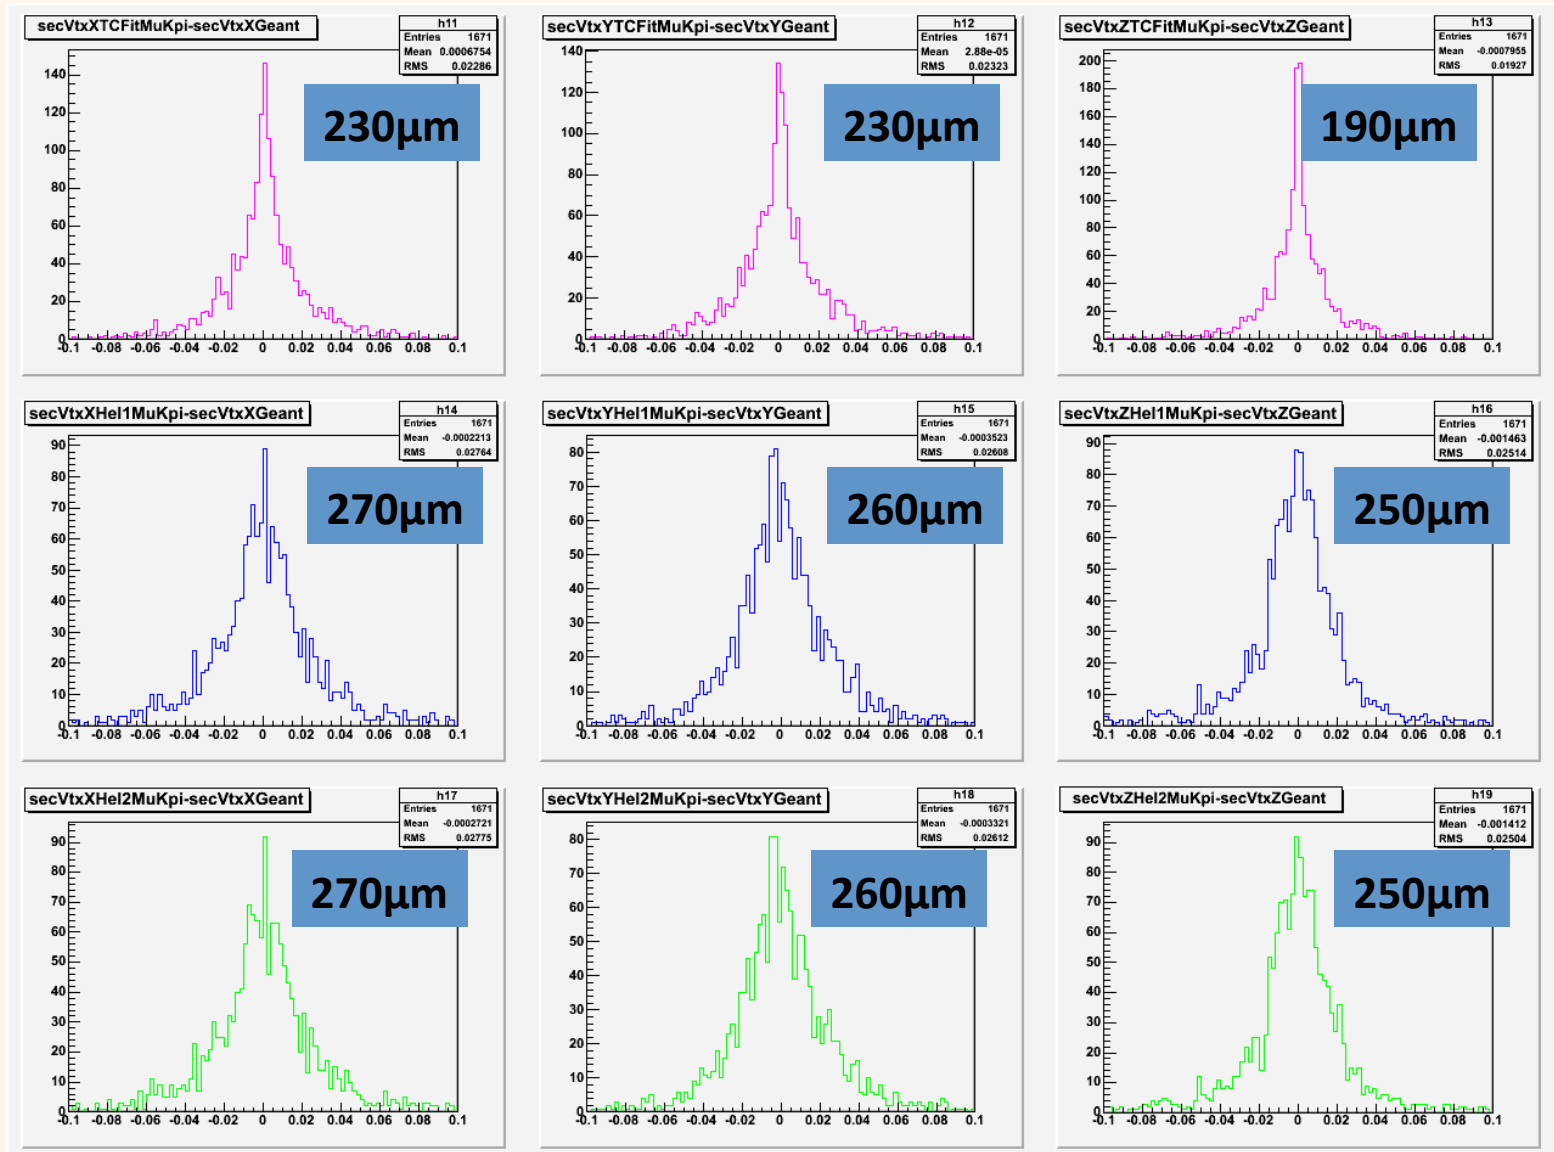 secVtxXTCFitMuKpi-secVtxXGeant
h11
Entries 1671
Mean 0.0006754
RMS 0.02286
230μm
140
120
100
80
60
40
20
0
-0.1 -0.08 -0.06 -0.04 -0.02 0 0.02 0.04 0.06 0.08 0.1
secVtxYTCFitMuKpi-secVtxYGeant
h12
Entries 1671
Mean 2.88e-05
RMS 0.02323
230μm
140
120
100
80
60
40
20
0
-0.1 -0.08 -0.06 -0.04 -0.02 0 0.02 0.04 0.06 0.08 0.1
secVtxZTCFitMuKpi-secVtxZGeant
h13
Entries 1671
Mean -0.0007955
RMS 0.01927
190μm
200
180
160
140
120
100
80
60
40
20
0
-0.1 -0.08 -0.06 -0.04 -0.02 0 0.02 0.04 0.06 0.08 0.1
secVtxXHel1MuKpi-secVtxXGeant
h14
Entries 1671
Mean -0.0002213
RMS 0.02764
270μm
90
80
70
60
50
40
30
20
10
0
-0.1 -0.08 -0.06 -0.04 -0.02 0 0.02 0.04 0.06 0.08 0.1
secVtxYHel1MuKpi-secVtxYGeant
h15
Entries 1671
Mean -0.0003523
RMS 0.02608
260μm
80
70
60
50
40
30
20
10
0
-0.1 -0.08 -0.06 -0.04 -0.02 0 0.02 0.04 0.06 0.08 0.1
secVtxZHel1MuKpi-secVtxZGeant
h16
Entries 1671
Mean -0.001463
RMS 0.02514
250μm
90
80
70
60
50
40
30
20
10
0
-0.1 -0.08 -0.06 -0.04 -0.02 0 0.02 0.04 0.06 0.08 0.1
secVtxXHel2MuKpi-secVtxXGeant
h17
Entries 1671
Mean -0.0002721
RMS 0.02775
270μm
90
80
70
60
50
40
30
20
10
0
-0.1 -0.08 -0.06 -0.04 -0.02 0 0.02 0.04 0.06 0.08 0.1
secVtxYHel2MuKpi-secVtxYGeant
h18
Entries 1671
Mean -0.0003321
RMS 0.02612
260μm
80
70
60
50
40
30
20
10
0
-0.1 -0.08 -0.06 -0.04 -0.02 0 0.02 0.04 0.06 0.08 0.1
secVtxZHel2MuKpi-secVtxZGeant
h19
Entries 1671
Mean -0.001412
RMS 0.02504
250μm
90
80
70
60
50
40
30
20
10
0
-0.1 -0.08 -0.06 -0.04 -0.02 0 0.02 0.04 0.06 0.08 0.1